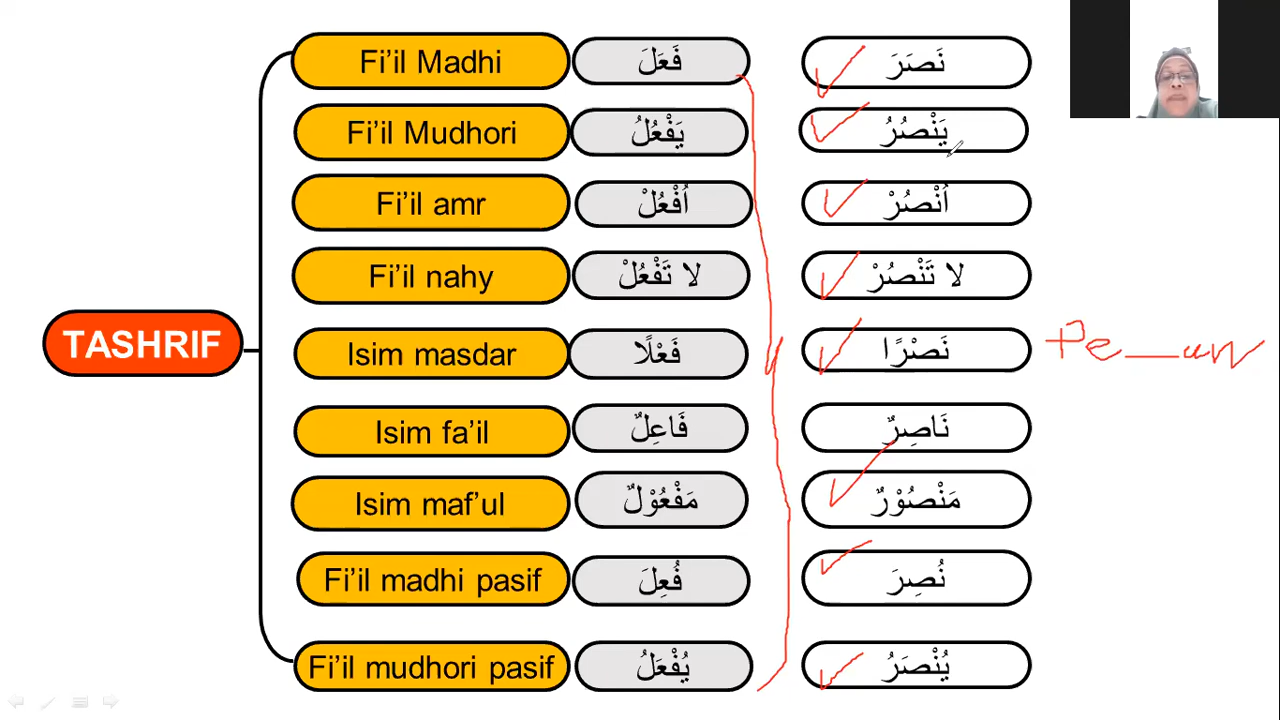 TASHRIF
Fi'il Madhi فَعَلَ نَصَرَ
Fi'il Mudhori يَفْعُلُ يَنْصُرُ
Fi'il amr اُفْعُلْ اُنْصُرْ
Fi'il nahy لا تَفْعُلْ لا تَنْصُرْ
Isim masdar فَعْلًا نَصْرًا Pe__an
Isim fa'il فَاعِلٌ نَاصِرٌ
Isim maf'ul مَفْعُوْلٌ مَنْصُوْرٌ
Fi'il madhi pasif فُعِلَ نُصِرَ
Fi'il mudhori pasif يُفْعَلُ يُنْصَرُ